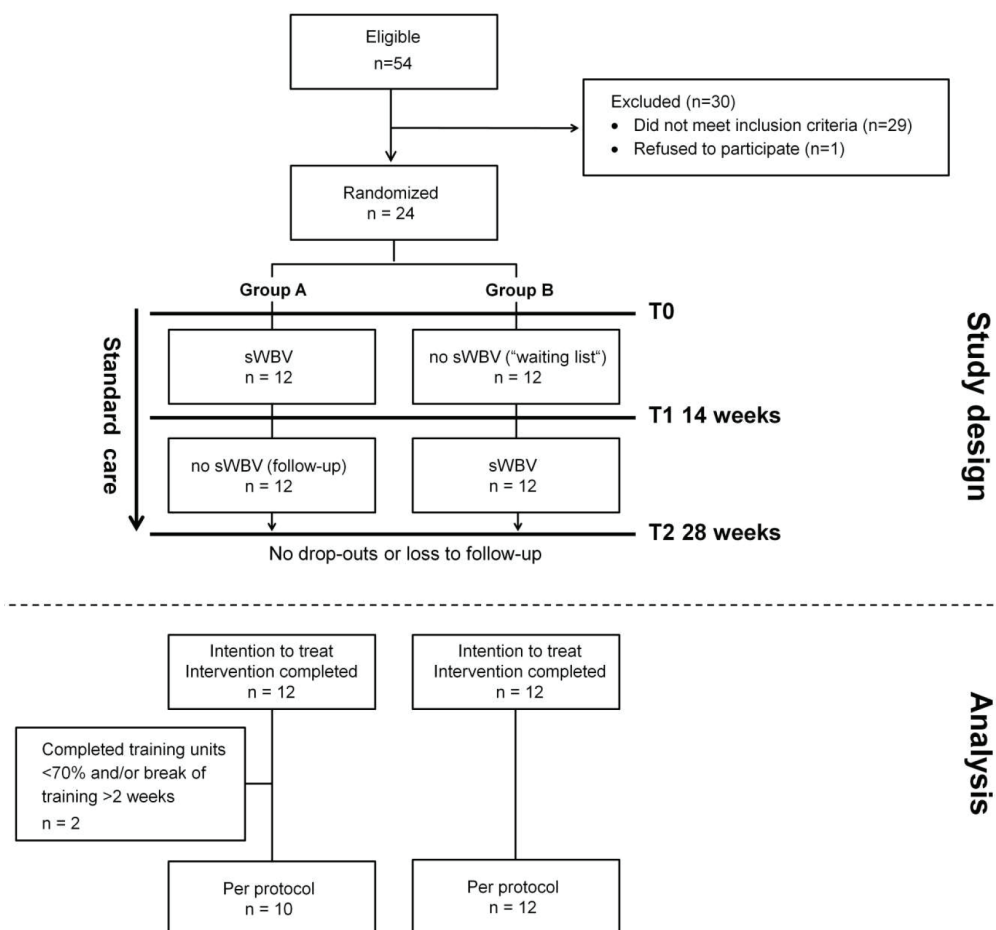 Eligible
n=54
Excluded (n=30)
• Did not meet inclusion criteria (n=29)
• Refused to participate (n=1)
Randomized
n = 24
Group A
Group B
T0
sWBV
n = 12
no sWBV (“waiting list“)
n = 12
T1 14 weeks
no sWBV (follow-up)
n = 12
sWBV
n = 12
T2 28 weeks
No drop-outs or loss to follow-up
Standard care
Study design
Intention to treat
Intervention completed
n = 12
Intention to treat
Intervention completed
n = 12
Completed training units
<70% and/or break of
training >2 weeks
n = 2
Per protocol
n = 10
Per protocol
n = 12
Analysis